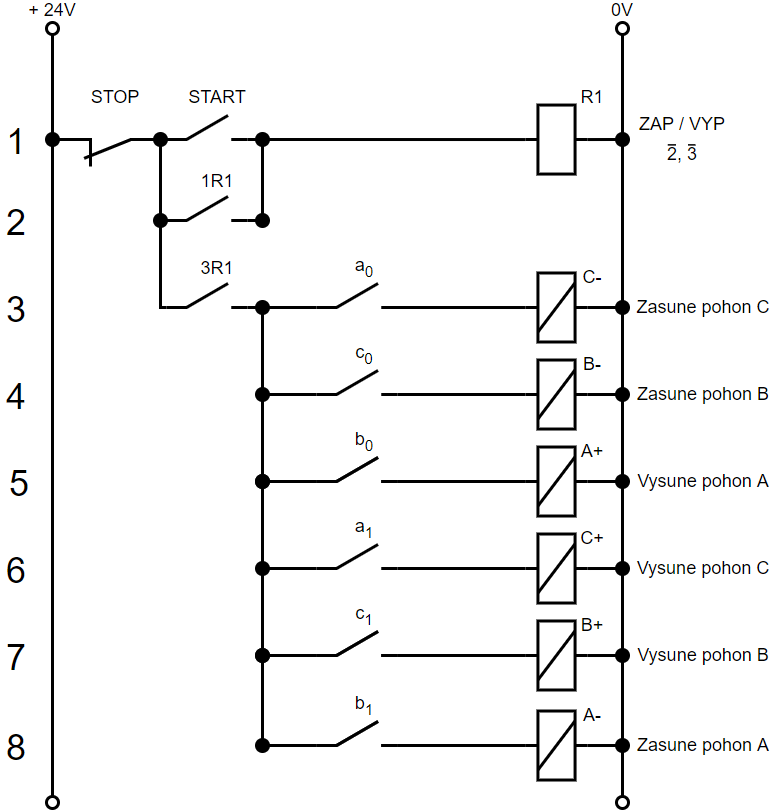 + 24V 0V
STOP START R1
1 ZAP / VYP
2̅, 3̅
1R1
2
3R1 a₀ C-
3 Zasune pohon C
c₀ B-
4 Zasune pohon B
b₀ A+
5 Vysune pohon A
a₁ C+
6 Vysune pohon C
c₁ B+
7 Vysune pohon B
b₁ A-
8 Zasune pohon A